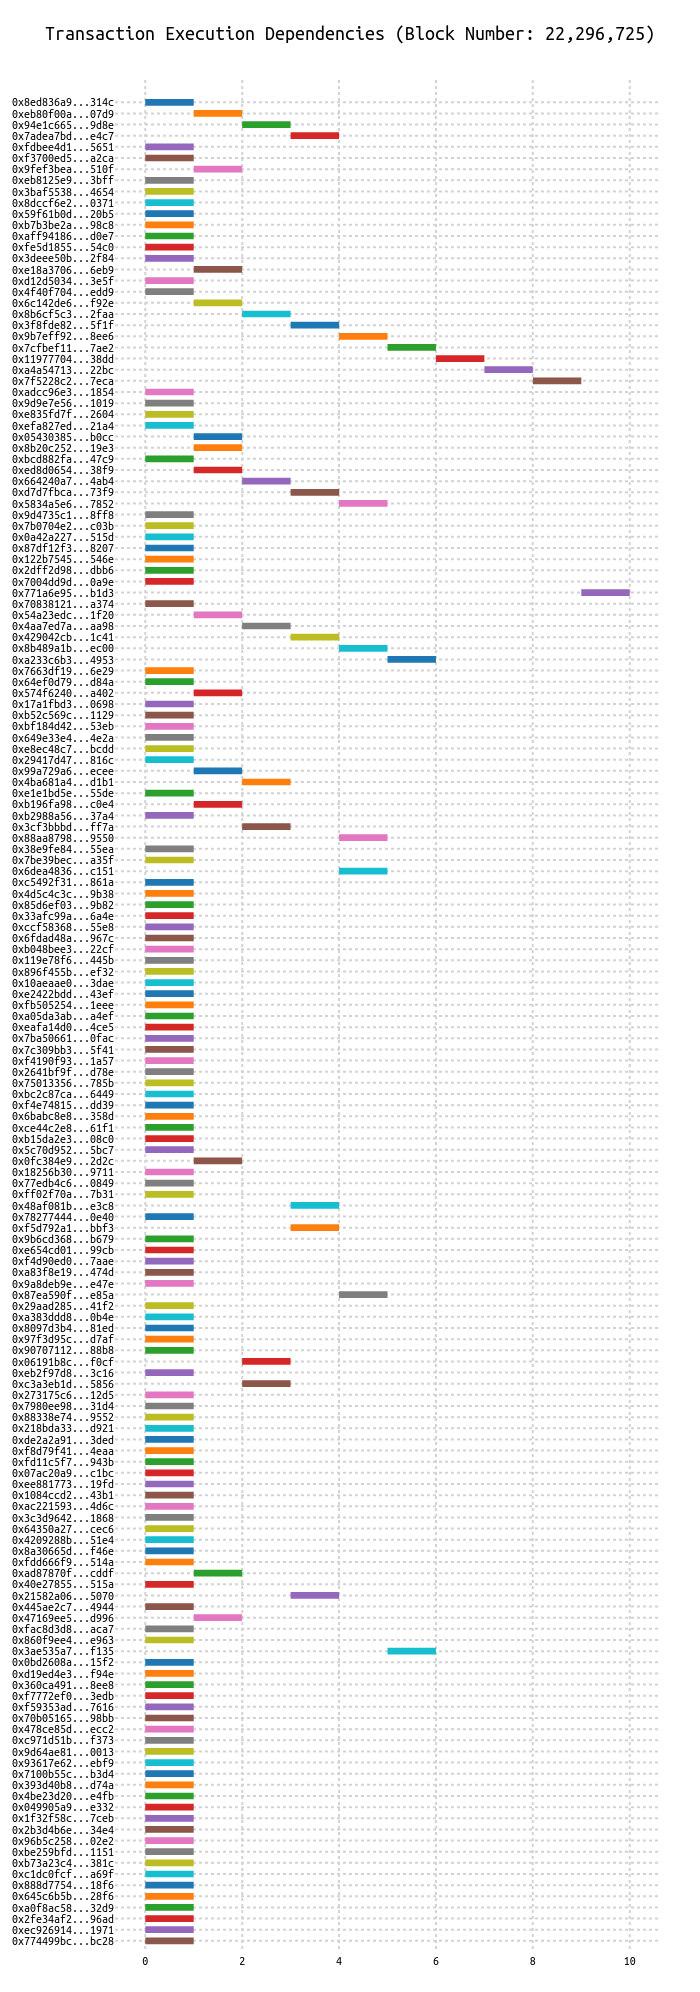 Transaction Execution Dependencies (Block Number: 22,296,725)
0x8ed836a9...314c
0xeb80f00a...07d9
0x94e1c665...9d8e
0x7adea7bd...e4c7
0xfdbee4d1...5651
0xf3700ed5...a2ca
0x9fef3bea...510f
0xeb8125e9...3bff
0x3baf5538...4654
0x8dccf6e2...0371
0x59f61b0d...20b5
0xb7b3be2a...98c8
0xaff94186...d0e7
0xfe5d1855...54c0
0x3deee50b...2f84
0xe18a3706...6eb9
0xd12d5034...3e5f
0x4f40f704...edd9
0x6c142de6...f92e
0x8b6cf5c3...2faa
0x3f8fde82...5f1f
0x9b7eff92...8ee6
0x7cfbef11...7ae2
0x11977704...38dd
0xa4a54713...22bc
0x7f5228c2...7eca
0xadcc96e3...1854
0x9d9e7e56...1019
0xe835fd7f...2604
0xefa827ed...21a4
0x05430385...b0cc
0x8b20c252...19e3
0xbcd882fa...47c9
0xed8d0654...38f9
0x664240a7...4ab4
0xd7d7fbca...73f9
0x5834a5e6...7852
0x9d4735c1...8ff8
0x7b0704e2...c03b
0x0a42a227...515d
0x87df12f3...8207
0x122b7545...546e
0x2dff2d98...dbb6
0x7004dd9d...0a9e
0x771a6e95...b1d3
0x70838121...a374
0x54a23edc...1f20
0x4aa7ed7a...aa98
0x429042cb...1c41
0x8b489a1b...ec00
0xa233c6b3...4953
0x7663df19...6e29
0x64ef0d79...d84a
0x574f6240...a402
0x17a1fbd3...0698
0xb52c569c...1129
0xbf184d42...53eb
0x649e33e4...4e2a
0xe8ec48c7...bcdd
0x29417d47...816c
0x99a729a6...ecee
0x4ba681a4...d1b1
0xe1e1bd5e...55de
0xb196fa98...c0e4
0xb2988a56...37a4
0x3cf3bbbd...ff7a
0x88aa8798...9550
0x38e9fe84...55ea
0x7be39bec...a35f
0x6dea4836...c151
0xc5492f31...861a
0x4d5c4c3c...9b38
0x85d6ef03...9b82
0x33afc99a...6a4e
0xccf58368...55e8
0x6fdad48a...967c
0xb048bee3...22cf
0x119e78f6...445b
0x896f455b...ef32
0x10aeaae0...3dae
0xe2422bdd...43ef
0xfb505254...1eee
0xa05da3ab...a4ef
0xeafa14d0...4ce5
0x7ba50661...0fac
0x7c309bb3...5f41
0xf4190f93...1a57
0x2641bf9f...d78e
0x75013356...785b
0xbc2c87ca...6449
0xf4e74815...dd39
0x6babc8e8...358d
0xce44c2e8...61f1
0xb15da2e3...08c0
0x5c70d952...5bc7
0x0fc384e9...2d2c
0x18256b30...9711
0x77edb4c6...0849
0xff02f70a...7b31
0x48af081b...e3c8
0x78277444...0e40
0xf5d792a1...bbf3
0x9b6cd368...b679
0xe654cd01...99cb
0xf4d90ed0...7aae
0xa83f8e19...474d
0x9a8deb9e...e47e
0x87ea590f...e85a
0x29aad285...41f2
0xa383ddd8...0b4e
0x8097d3b4...81ed
0x97f3d95c...d7af
0x90707112...88b8
0x06191b8c...f0cf
0xeb2f97d8...3c16
0xc3a3eb1d...5856
0x273175c6...12d5
0x7980ee98...31d4
0x88338e74...9552
0x218bda33...d921
0xde2a2a91...3ded
0xf8d79f41...4eaa
0xfd11c5f7...943b
0x07ac20a9...c1bc
0xee881773...19fd
0x1084ccd2...43b1
0xac221593...4d6c
0x3c3d9642...1868
0x64350a27...cec6
0x4209288b...51e4
0x8a30665d...f46e
0xfdd666f9...514a
0xad87870f...cddf
0x40e27855...515a
0x21582a06...5070
0x445ae2c7...4944
0x47169ee5...d996
0xfac8d3d8...aca7
0x860f9ee4...e963
0x3ae535a7...f135
0x0bd2608a...15f2
0xd19ed4e3...f94e
0x360ca491...8ee8
0xf7772ef0...3edb
0xf59353ad...7616
0x70b05165...98bb
0x478ce85d...ecc2
0xc971d51b...f373
0x9d64ae81...0013
0x93617e62...ebf9
0x7100b55c...b3d4
0x393d40b8...d74a
0x4be23d20...e4fb
0x049905a9...e332
0x1f32f58c...7ceb
0x2b3d4b6e...34e4
0x96b5c258...02e2
0xbe259bfd...1151
0xb73a23c4...381c
0xc1dc0fcf...a69f
0x888d7754...18f6
0x645c6b5b...28f6
0xa0f8ac58...32d9
0x2fe34af2...96ad
0xec926914...1971
0x774499bc...bc28
0 2 4 6 8 10